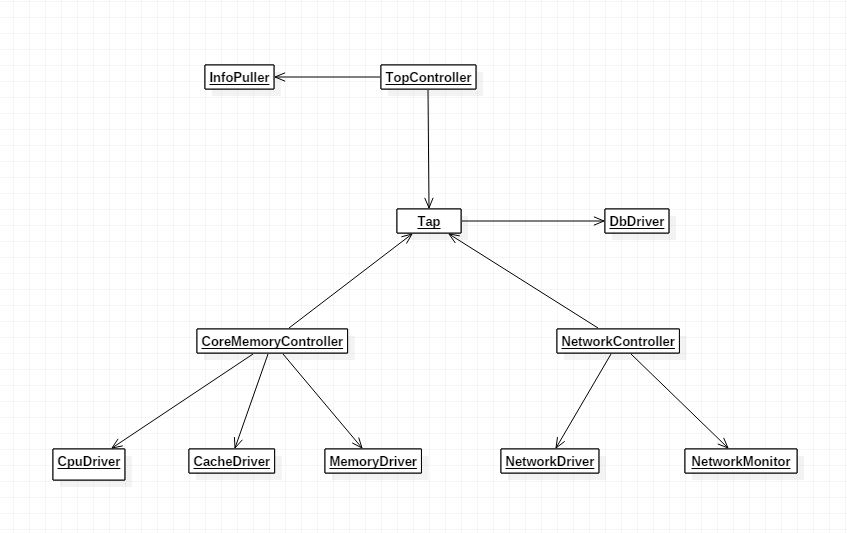 InfoPuller
TopController
Tap
DbDriver
CoreMemoryController
NetworkController
CpuDriver
CacheDriver
MemoryDriver
NetworkDriver
NetworkMonitor